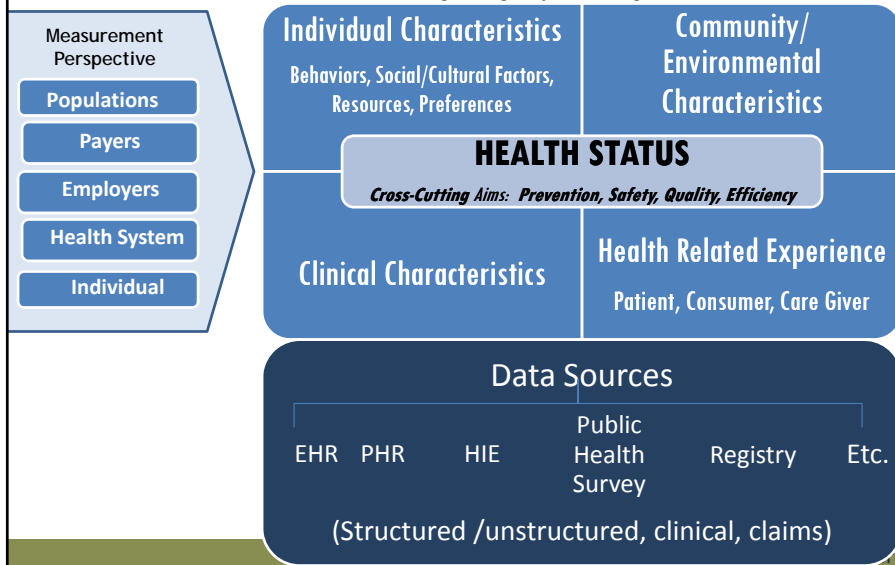 Measurement
Perspective
Populations
Payers
Employers
Health System
Individual
Individual Characteristics
Behaviors, Social/Cultural Factors,
Resources, Preferences
Community/
Environmental
Characteristics
HEALTH STATUS
Cross-Cutting Aims: Prevention, Safety, Quality, Efficiency
Clinical Characteristics
Health Related Experience
Patient, Consumer, Care Giver
Data Sources
EHR PHR HIE Public Health Survey Registry Etc.
(Structured /unstructured, clinical, claims)